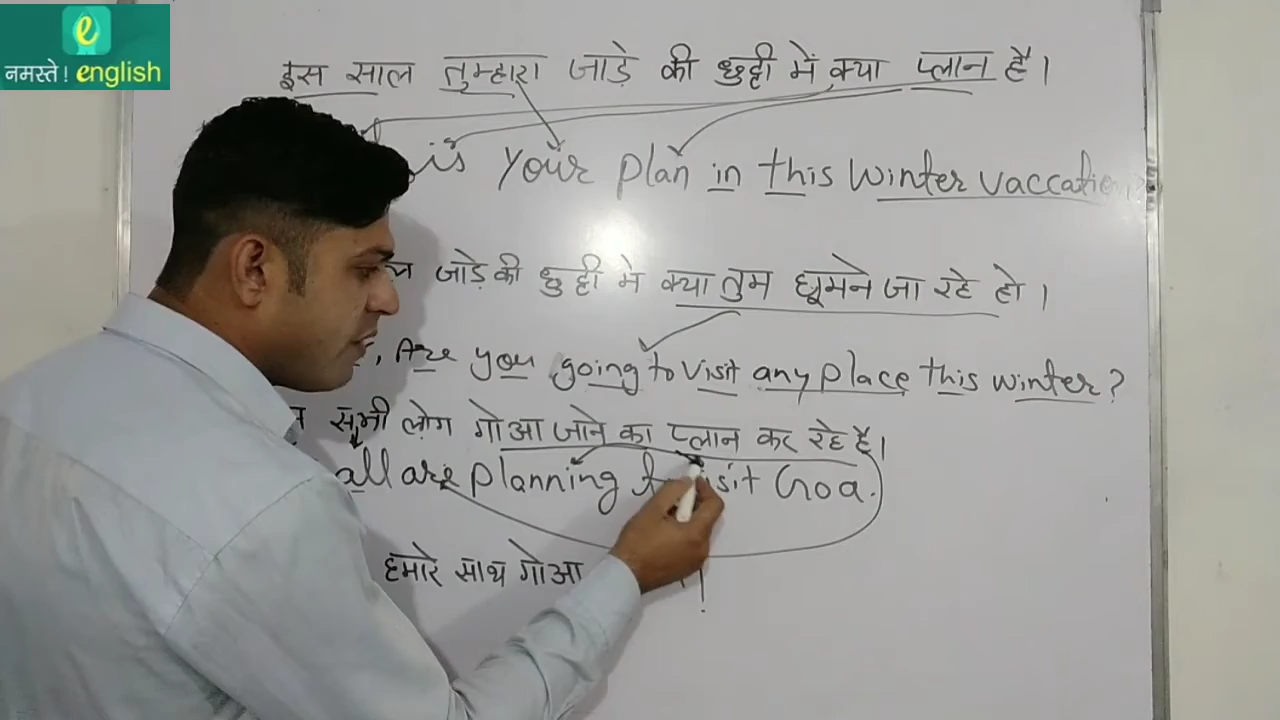 नमस्ते ! english
इस साल तुम्हारा जाड़े की छुट्टी में क्या प्लान है।
is your plan in this winter vaccation
जाड़े की छुट्टी मे क्या तुम घूमने जा रहे हो।
, Are you going to visit any place this winter?
सभी लोग गोआ जाने का प्लान कर रहे है।
all are planning Goa.
हमारे साथ गोआ